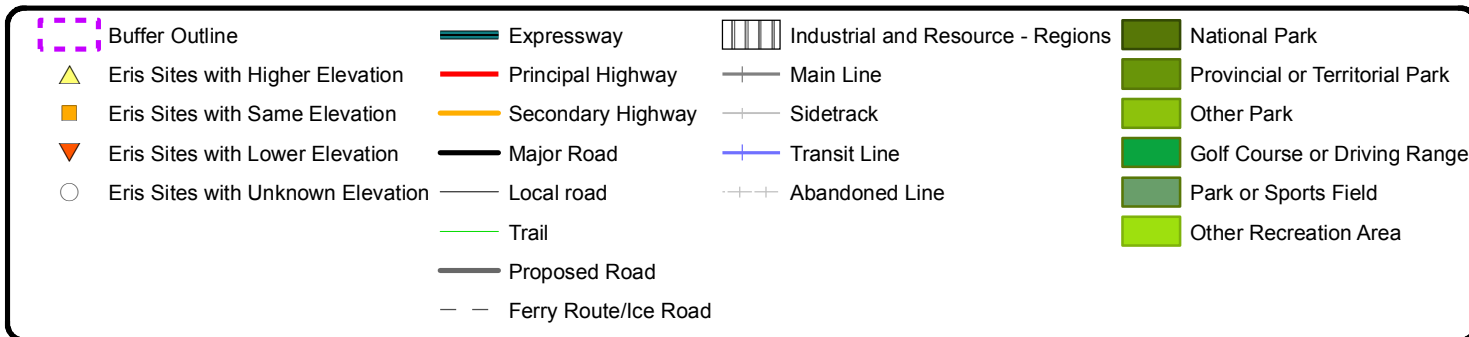 Buffer Outline
Eris Sites with Higher Elevation
Eris Sites with Same Elevation
Eris Sites with Lower Elevation
Eris Sites with Unknown Elevation
Expressway
Principal Highway
Secondary Highway
Major Road
Local road
Trail
Proposed Road
Ferry Route/Ice Road
Industrial and Resource - Regions
Main Line
Sidetrack
Transit Line
Abandoned Line
National Park
Provincial or Territorial Park
Other Park
Golf Course or Driving Range
Park or Sports Field
Other Recreation Area